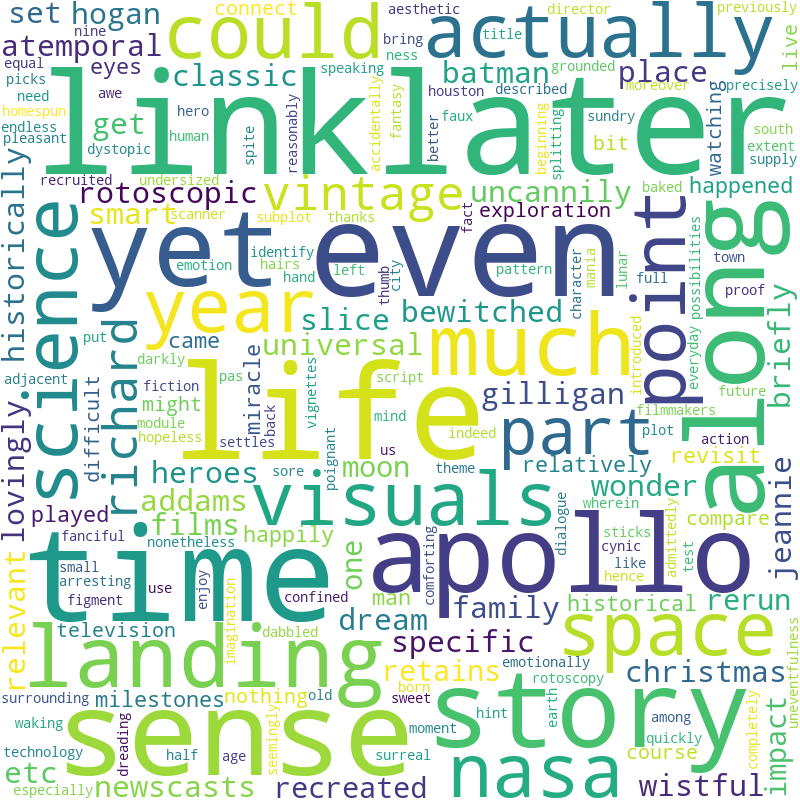 set
hogan
connect
could
aesthetic
actually
director
previously
nine
bring
ness
title
live
atemporal
equal
eyes
picks
awe
need
homespun
endless
pleasant
dystopic
classic
speaking
batman
grounded
place
moreover
precisely
hero
human
spite
reasonably
accidentally
fantasy
houston
described
better
faux
beginning
splitting
sundry
bit
watching
south
extent
supply
get
linklater
recruited
undersized
rotoscopic
vintage
uncannily
baked
happened
historically
smart
scanner
subplot
thanks
fact
exploration
science
yet
even
point
along
identify
emotion
hairs
hand
left
thumb
city
pattern
character
mania
lunar
full
everyday
possibilities
town
proof
briefly
year
slice
bewitched
much
introduced
put
came
universal
adjacent
richard
darkly
miracle
vignettes
script
gilligan
filmmakers
future
lovingly
difficult
fiction
pas
back
life
mind
indeed
plot
action
might
module
hopeless
settles
us
part
revisit
heroes
sore
poignant
moon
theme
relatively
jeannie
played
addams
visuals
wonder
wherein
compare
fanciful
films
happily
one
comforting
dialogue
sticks
cynic
admittedly
test
nonetheless
time
apollo
like
hence
small
arresting
figment
use
enjoy
confined
man
family
historical
rerun
relevant
television
imagination
dabbled
dream
specific
space
uneventfulness
landing
retains
emotionally
rotoscopy
christmas
surrounding
milestones
nothing
old
born
sweet
story
earth
among
completely
impact
waking
dreading
sense
moment
hint
quickly
course
technology
half
age
seemingly
surreal
nasa
etc
especially
newscasts
recreated
wistful